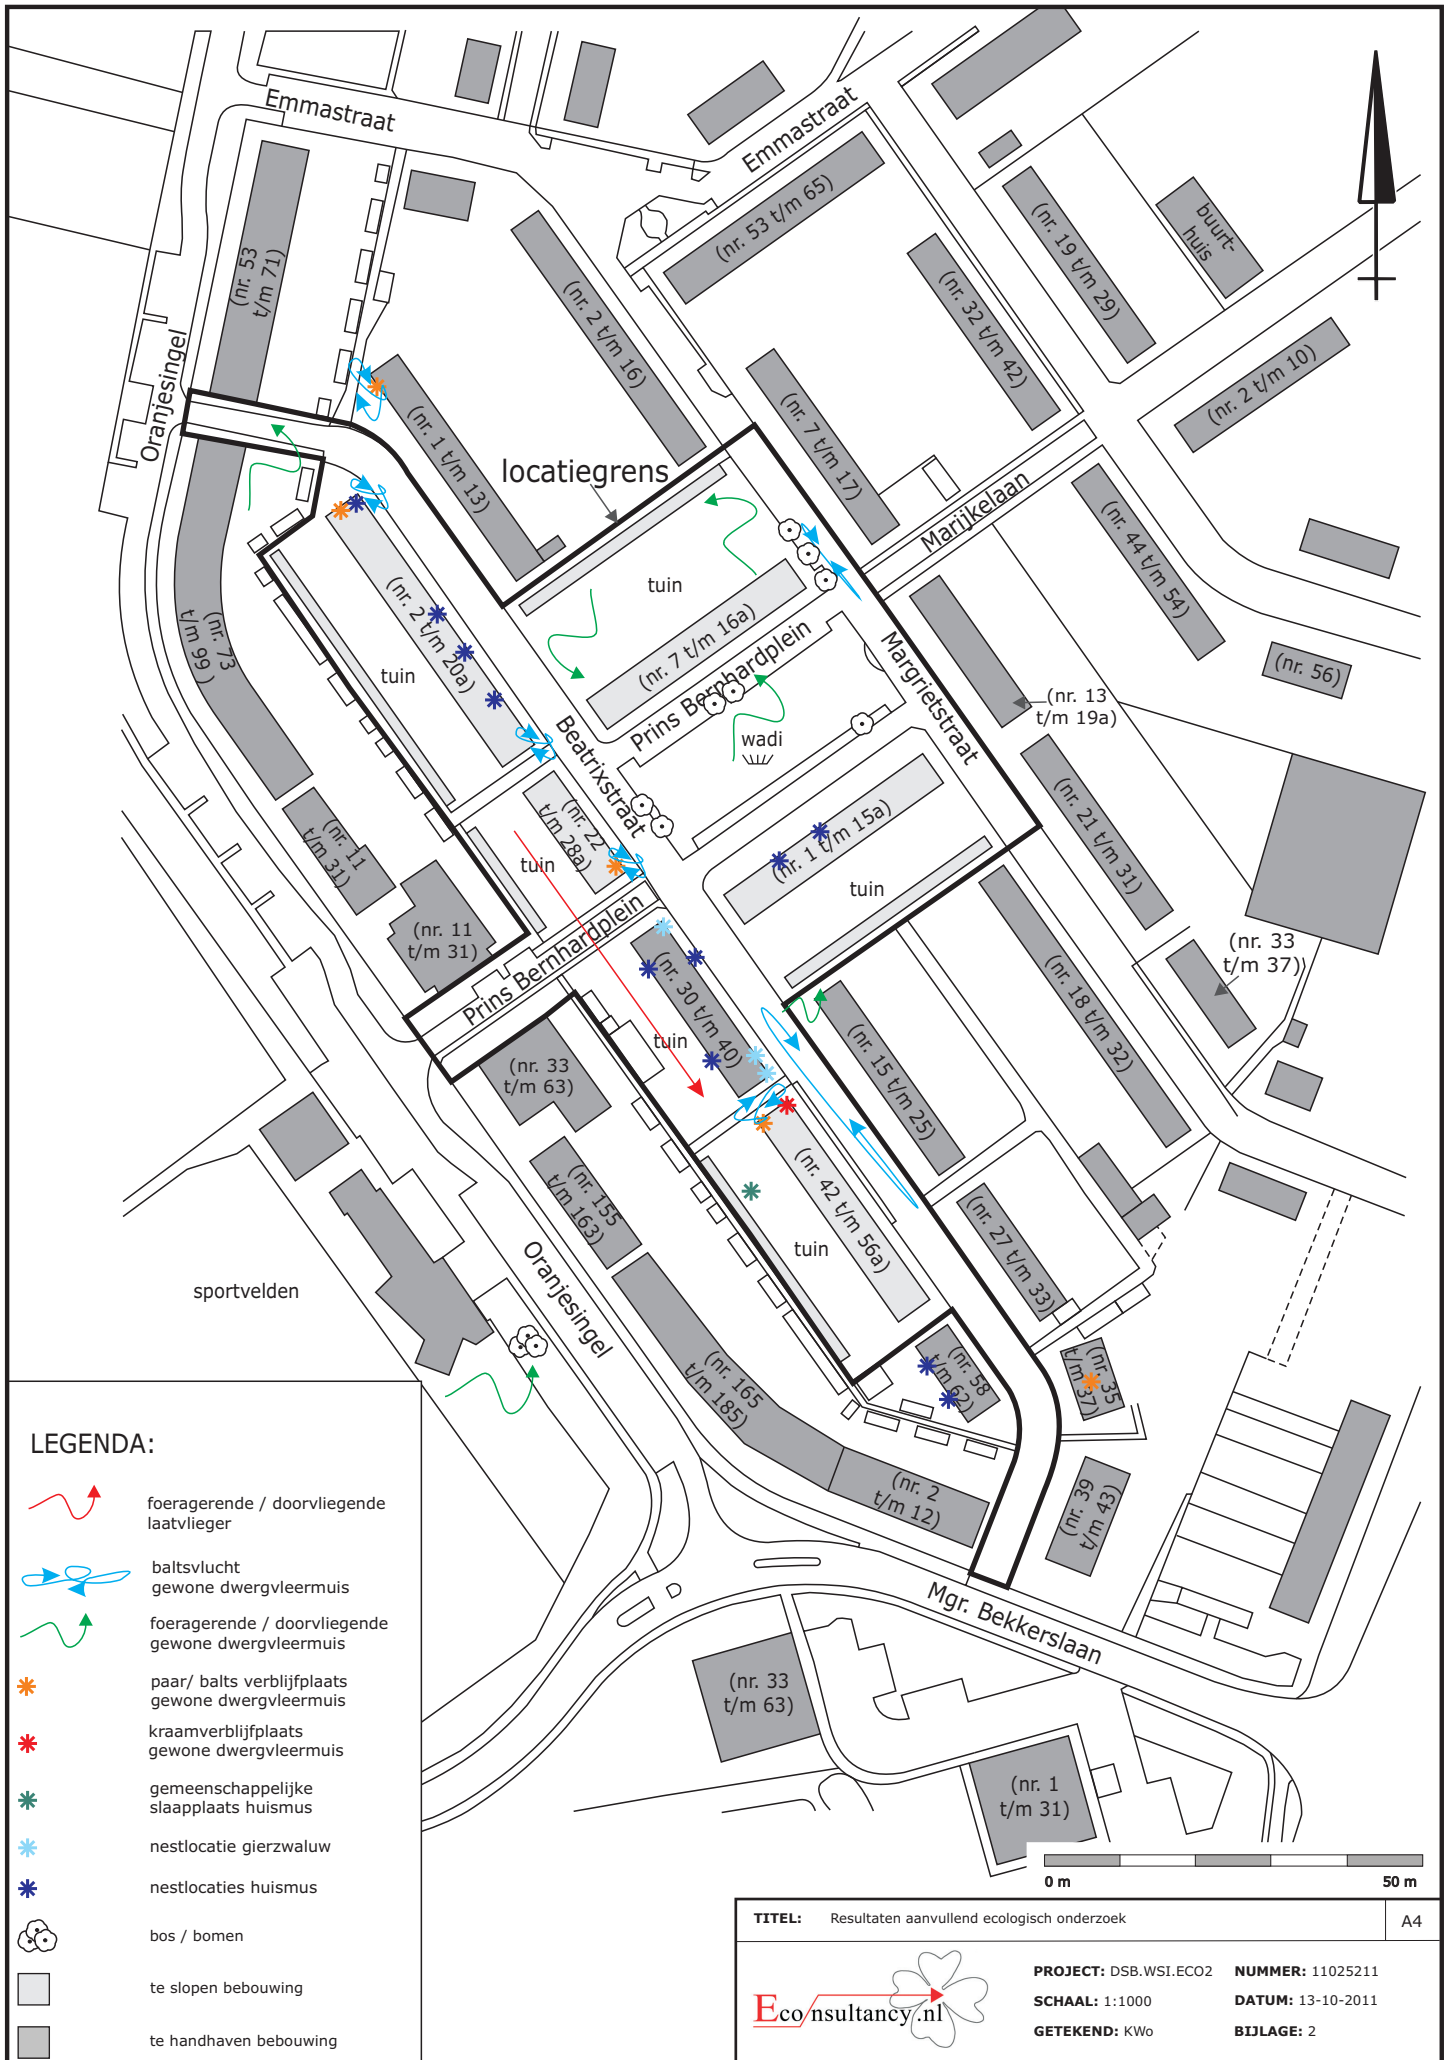 Emmastraat
Emmastraat
(nr. 53
t/m 71)
(nr. 53 t/m 65)
(nr. 19 t/m 29)
buurt-
huis
(nr. 2 t/m 16)
(nr. 32 t/m 42)
(nr. 2 t/m 10)
Oranjesingel
(nr. 1 t/m 13)
(nr. 7 t/m 17)
locatiegrens
Marijkelaan
(nr. 44 t/m 54)
tuin
(nr. 7 t/m 16a)
(nr. 2 t/m 20a)
(nr. 73
t/m 99)
tuin
Prins Bernhardplein
Margrietstraat
(nr. 56)
(nr. 13
t/m 19a)
wadi
Beatrixstraat
(nr. 22
t/m 28a)
(nr. 21 t/m 31)
(nr. 11
t/m 31)
tuin
(nr. 1 t/m 15a)
tuin
(nr. 11
t/m 31)
Prins Bernhardplein
(nr. 33
t/m 37)
(nr. 30 t/m 40)
(nr. 18 t/m 32)
tuin
(nr. 33
t/m 63)
(nr. 15 t/m 25)
(nr. 155
t/m 163)
(nr. 42 t/m 56a)
tuin
(nr. 27 t/m 33)
Oranjesingel
sportvelden
(nr. 58
t/m 62)
(nr. 35
t/m 37)
(nr. 165
t/m 185)
(nr. 2
t/m 12)
(nr. 39
t/m 43)
Mgr. Bekkerslaan
(nr. 33
t/m 63)
(nr. 1
t/m 31)
LEGENDA:
foeragerende / doorvliegende
laatvlieger
baltsvlucht
gewone dwergvleermuis
foeragerende / doorvliegende
gewone dwergvleermuis
paar/ balts verblijfplaats
gewone dwergvleermuis
kraamverblijfplaats
gewone dwergvleermuis
gemeenschappelijke
slaapplaats huismus
nestlocatie gierzwaluw
nestlocaties huismus
bos / bomen
te slopen bebouwing
te handhaven bebouwing
0 m 50 m
TITEL: Resultaten aanvullend ecologisch onderzoek A4
Econsultancy.nl
PROJECT: DSB.WSI.ECO2 NUMMER: 11025211
SCHAAL: 1:1000 DATUM: 13-10-2011
GETEKEND: KWo BIJLAGE: 2